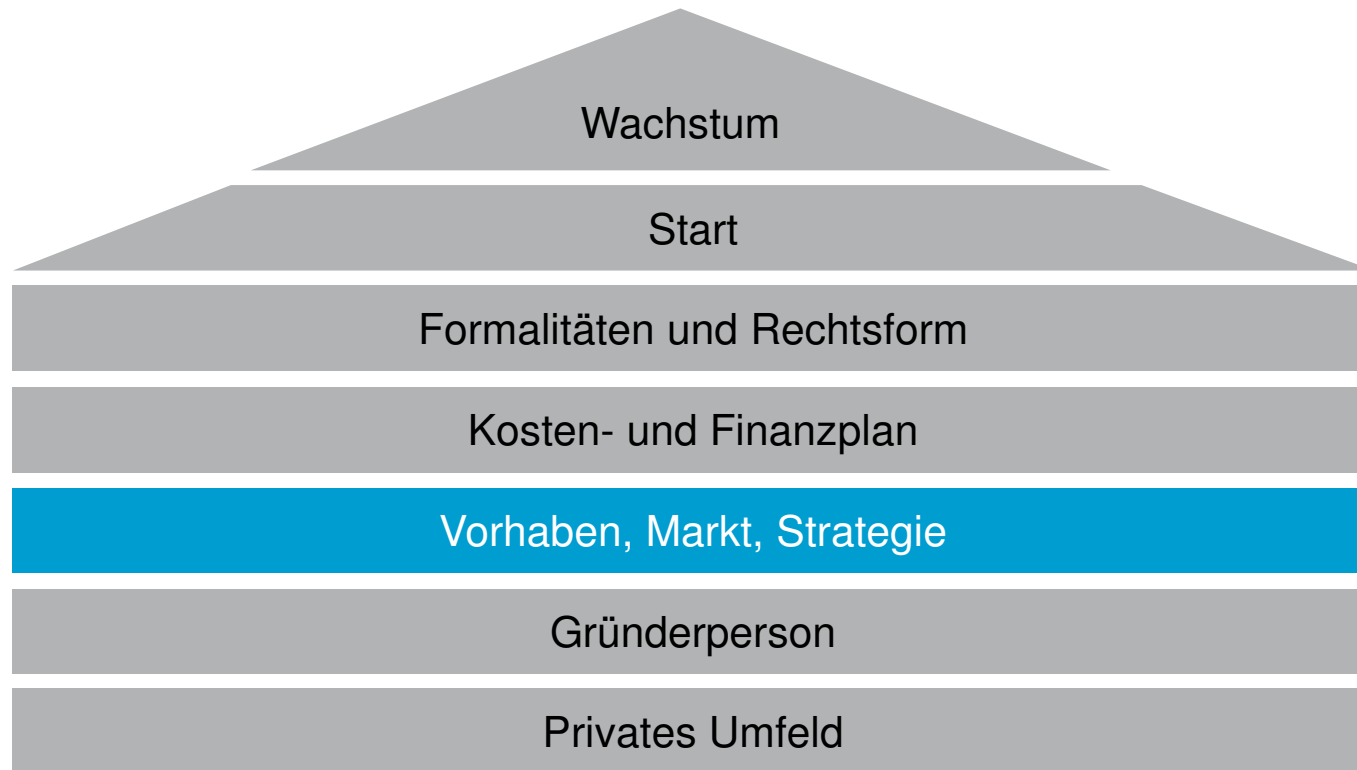 Wachstum
Start
Formalitäten und Rechtsform
Kosten- und Finanzplan
Vorhaben, Markt, Strategie
Gründerperson
Privates Umfeld